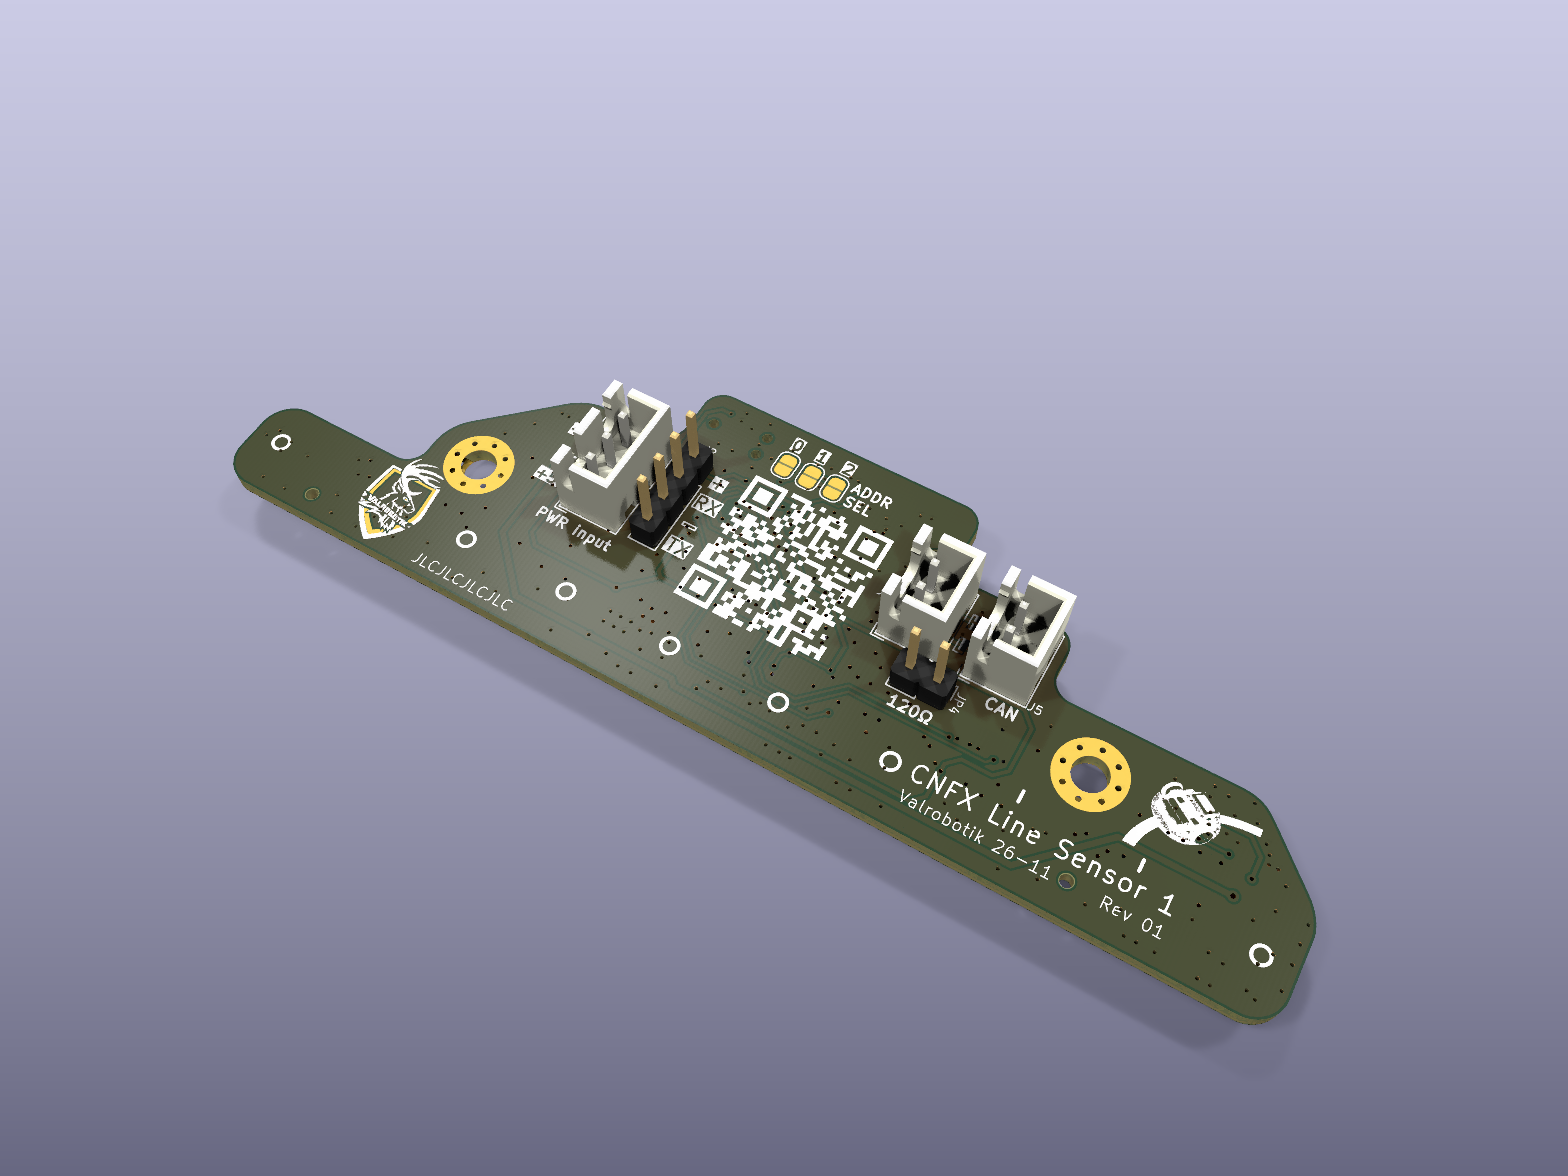 0 1 2
ADDR
SEL
+
PWR Input
+
RX
-
TX
JLCJLCJLCJLC
120Ω
CAN
J5
CNFX Line Sensor 1
Valrobotik 26-11
Rev 01